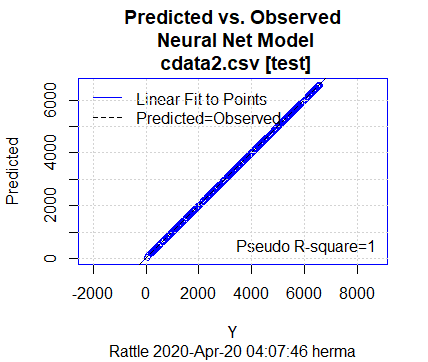 Predicted vs. Observed
Neural Net Model
cdata2.csv [test]
Linear Fit to Points
Predicted=Observed
Predicted
6000
4000
2000
0
Pseudo R-square=1
-2000 0 2000 4000 6000 8000
Y
Rattle 2020-Apr-20 04:07:46 herma